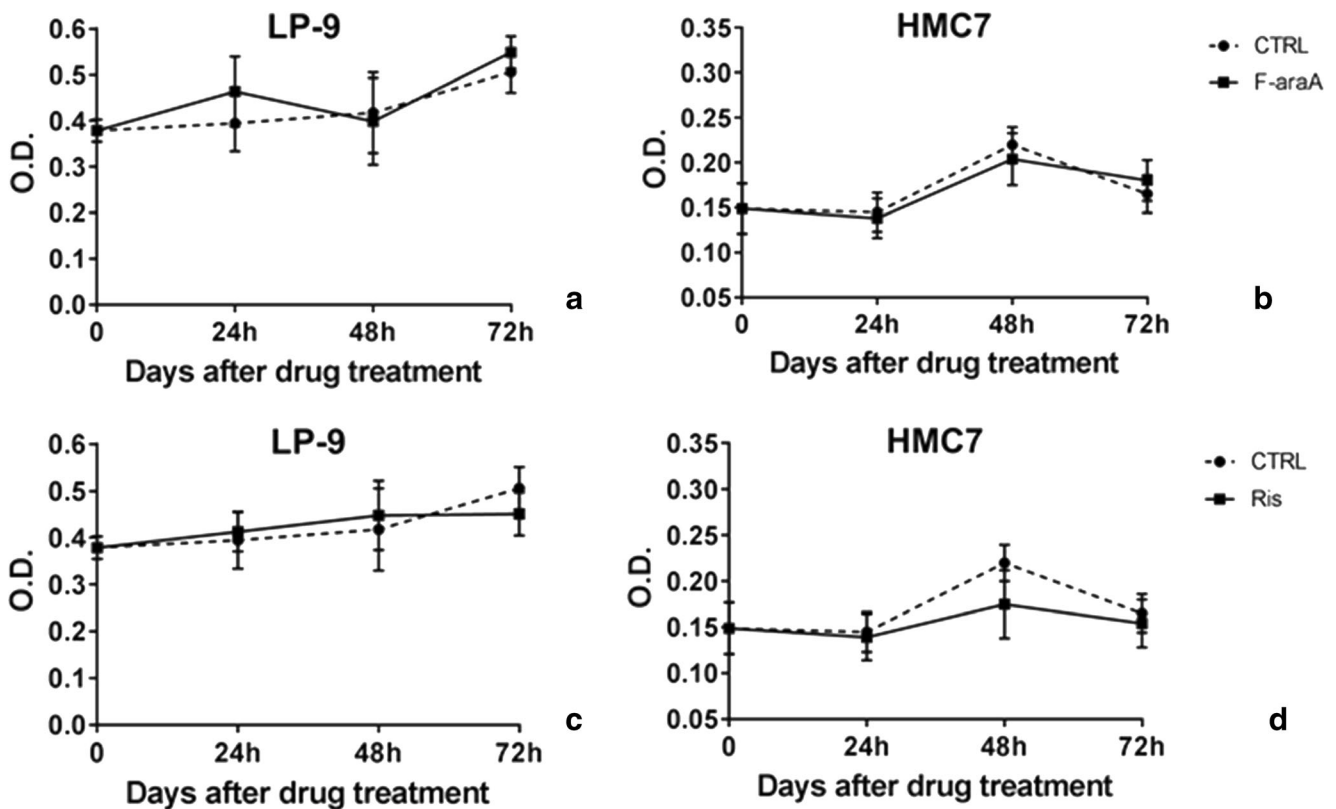 LP-9
0.6
0.5
0.4
0.3
0.2
0.1
0.0
O.D.
0 24h 48h 72h
Days after drug treatment
a
HMC7
0.35
0.30
0.25
0.20
0.15
0.10
0.05
O.D.
0 24h 48h 72h
Days after drug treatment
b
CTRL
F-araA
LP-9
0.6
0.5
0.4
0.3
0.2
0.1
0.0
O.D.
0 24h 48h 72h
Days after drug treatment
c
HMC7
0.35
0.30
0.25
0.20
0.15
0.10
0.05
O.D.
0 24h 48h 72h
Days after drug treatment
d
CTRL
Ris